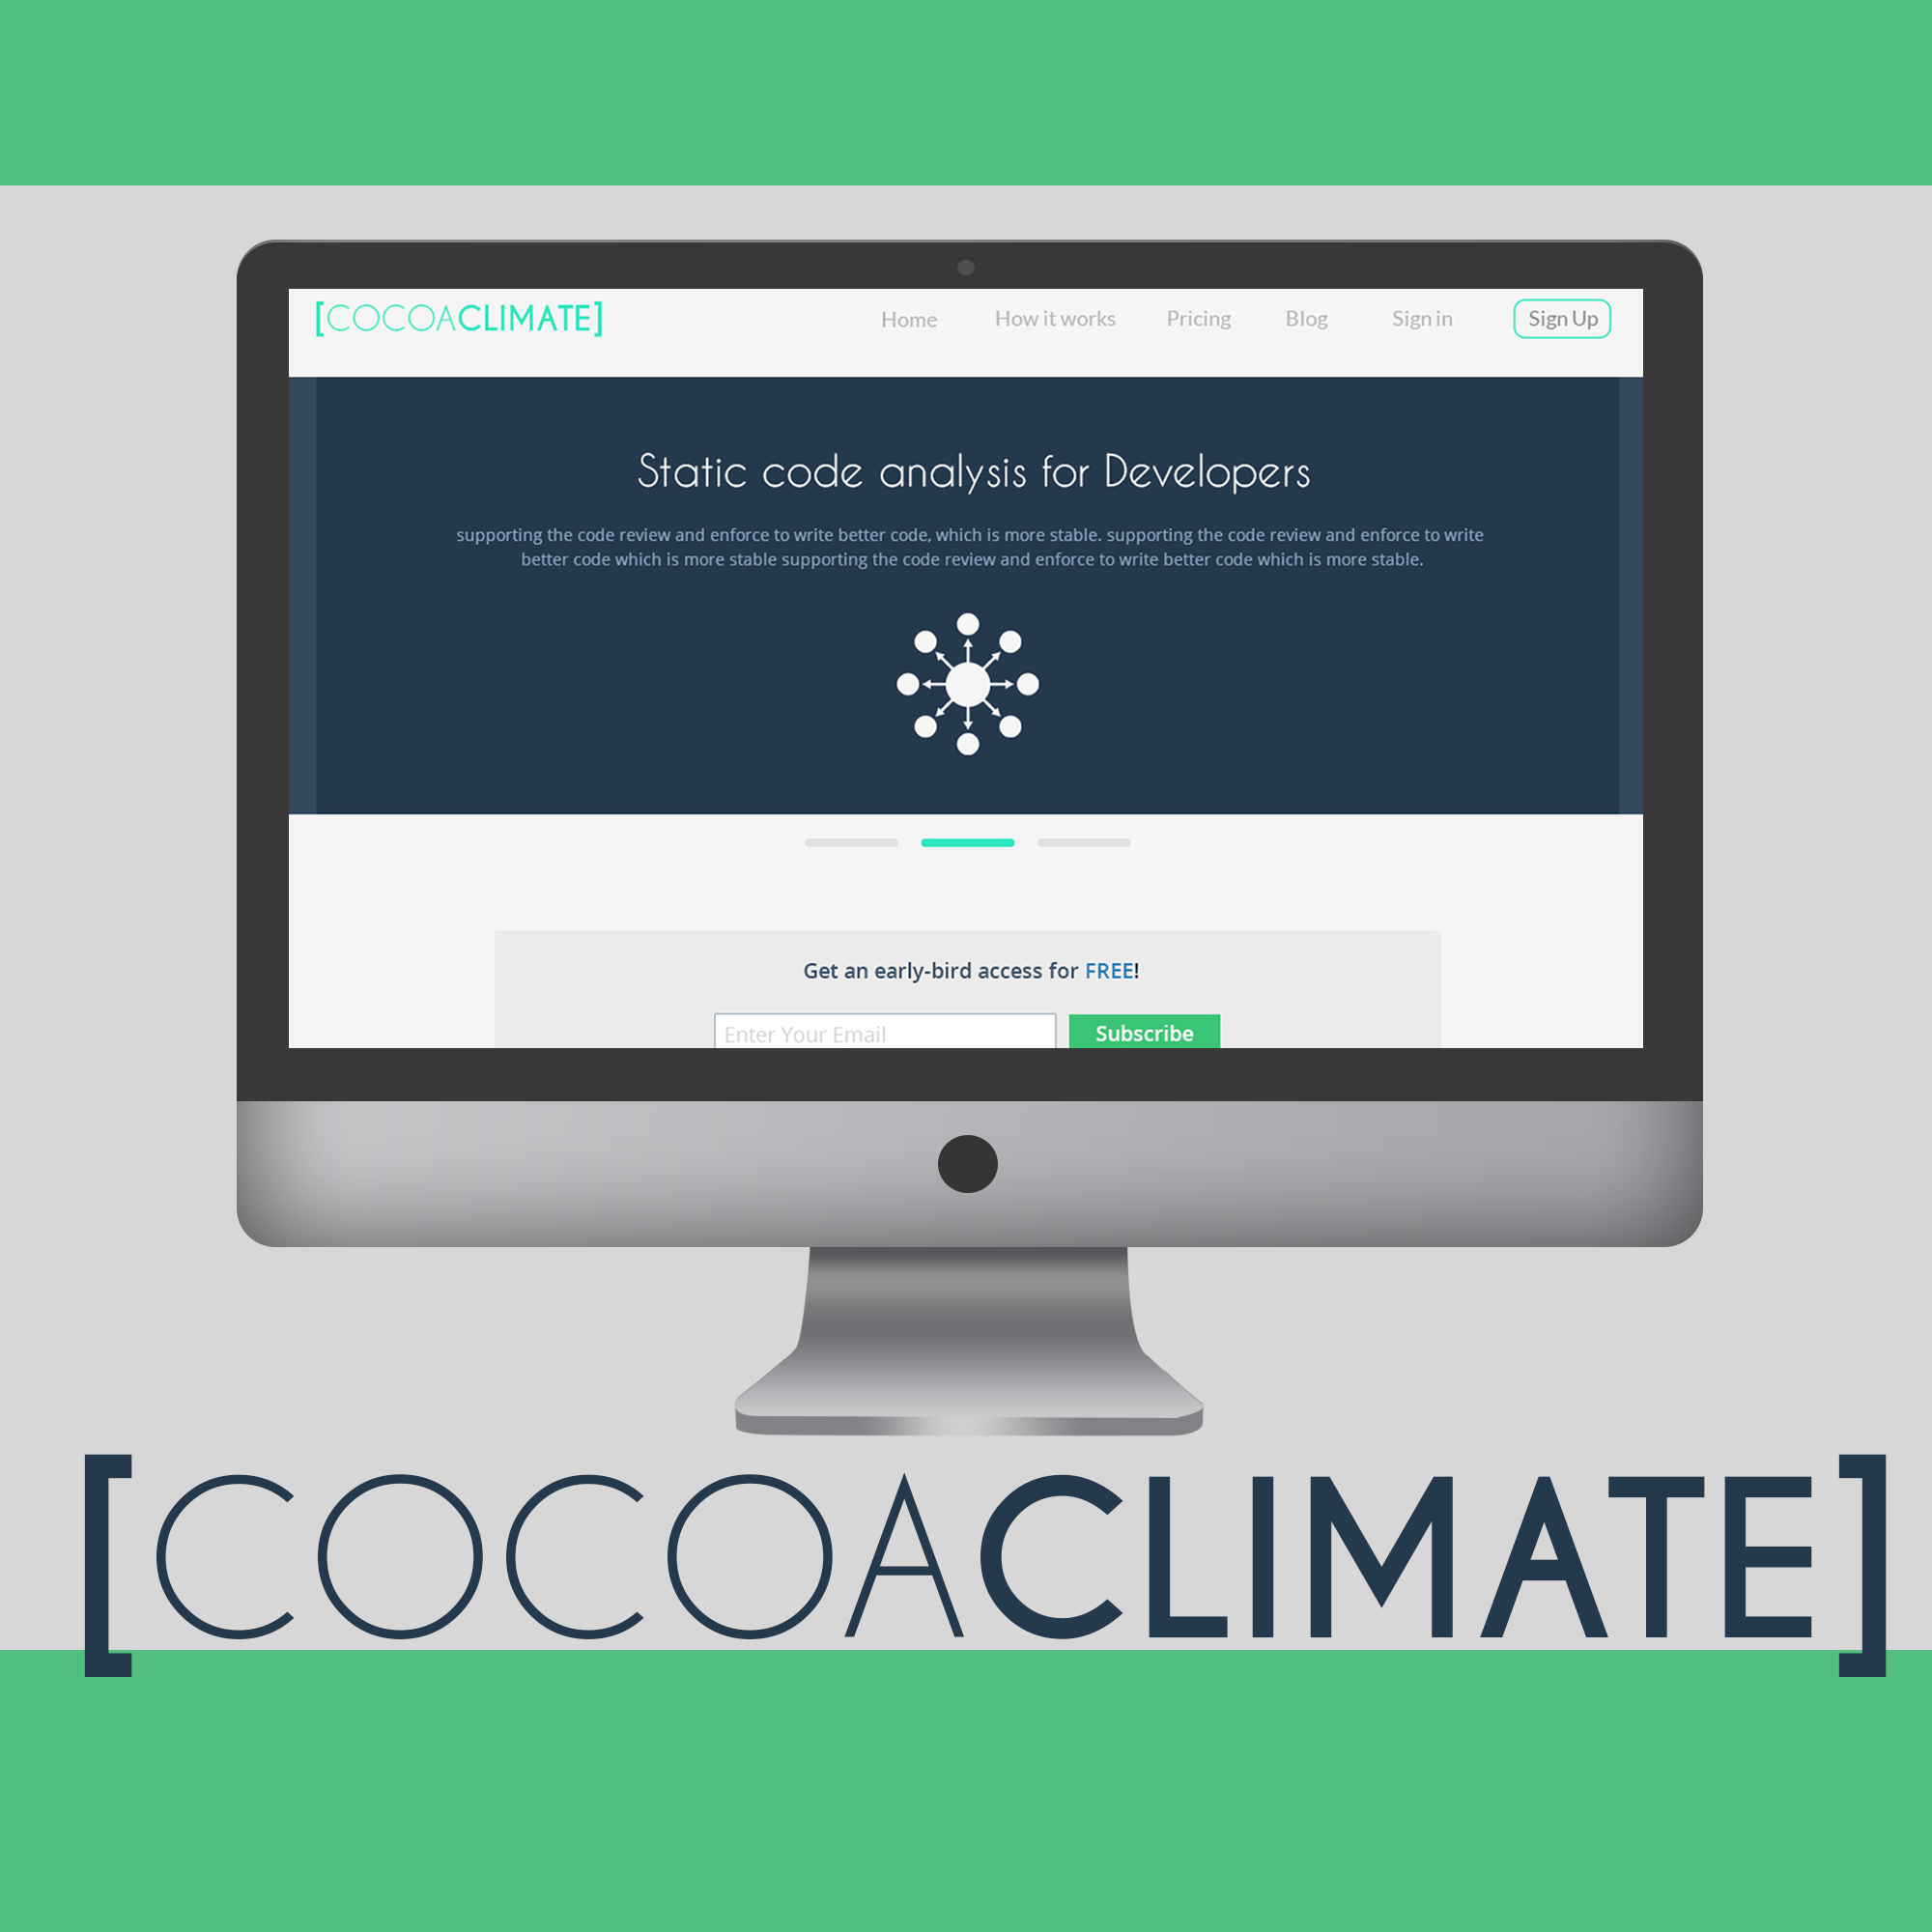 [COCOACLIMATE]
Home How it works Pricing Blog Sign in Sign Up
Static code analysis for Developers
supporting the code review and enforce to write better code, which is more stable. supporting the code review and enforce to write
better code which is more stable supporting the code review and enforce to write better code which is more stable.
Get an early-bird access for FREE!
Enter Your Email Subscribe
[COCOACLIMATE]